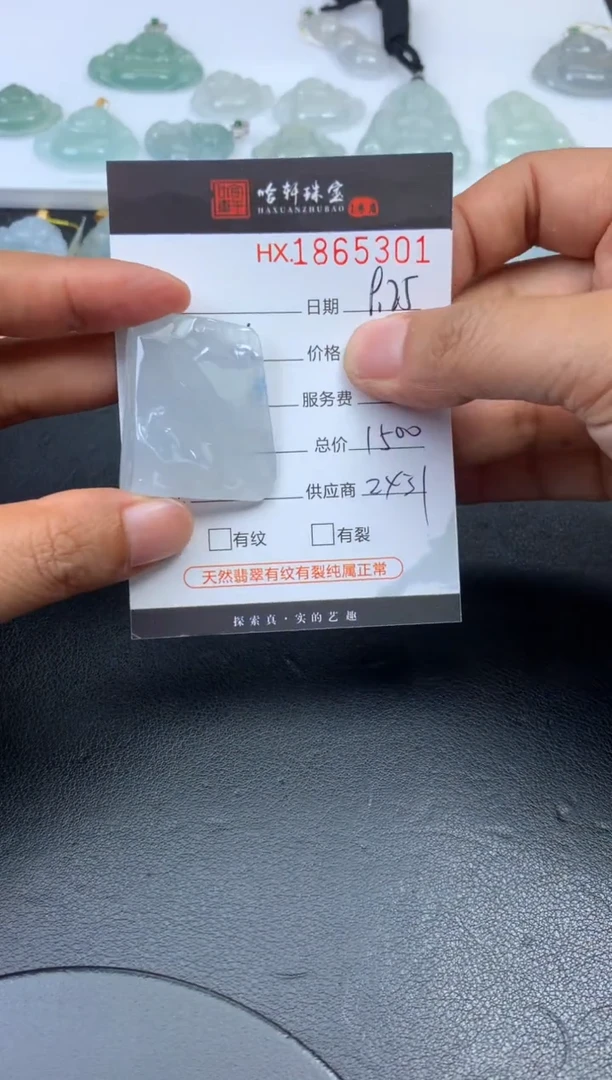 哈轩珠宝
HAXUANZHUBAO
HX.1865301
日期 9.25
价格
服务费
总价 1500
供应商 2431
有纹 有裂
天然翡翠有纹有裂纯属正常
探索真·实的艺趣